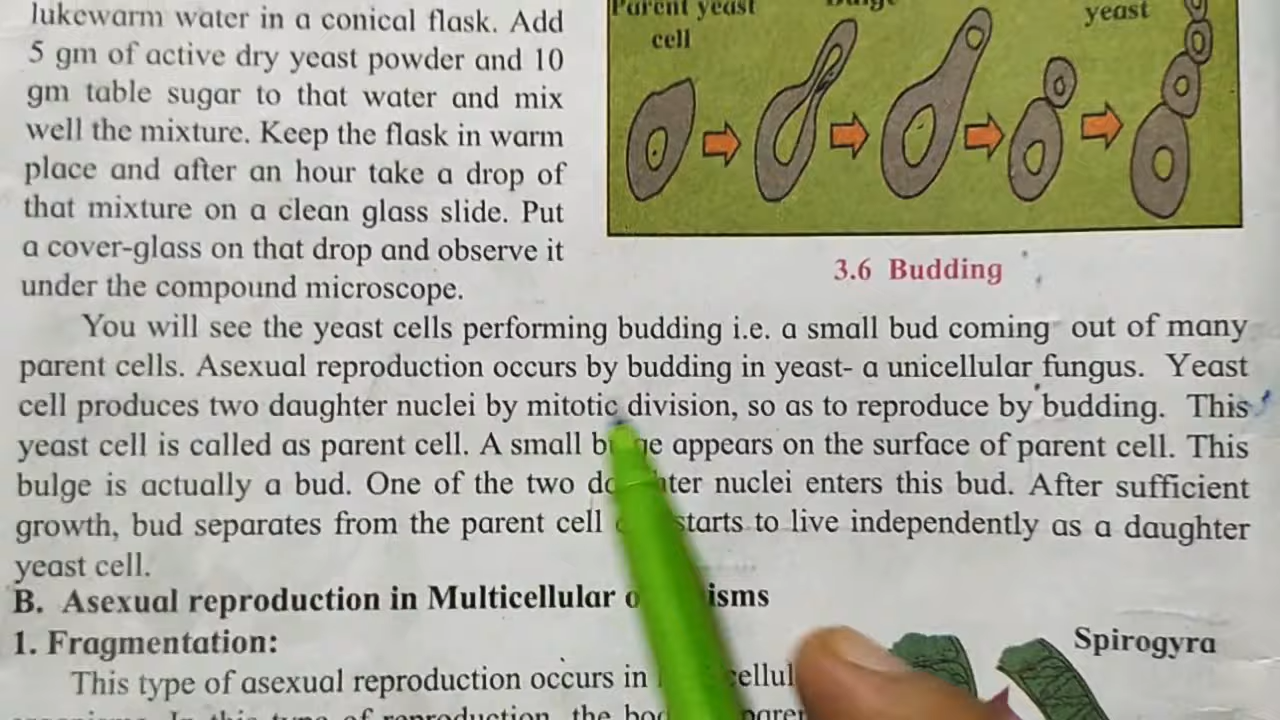 lukewarm water in a conical flask. Add
5 gm of active dry yeast powder and 10
gm table sugar to that water and mix
well the mixture. Keep the flask in warm
place and after an hour take a drop of
that mixture on a clean glass slide. Put
a cover-glass on that drop and observe it
under the compound microscope.
Parent yeast
cell
yeast
3.6 Budding
You will see the yeast cells performing budding i.e. a small bud coming out of many
parent cells. Asexual reproduction occurs by budding in yeast- a unicellular fungus. Yeast
cell produces two daughter nuclei by mitotic division, so as to reproduce by budding. This
yeast cell is called as parent cell. A small appears on the surface of parent cell. This
bulge is actually a bud. One of the two nuclei enters this bud. After sufficient
growth, bud separates from the parent cell starts to live independently as a daughter
yeast cell.
B. Asexual reproduction in Multicellular
1. Fragmentation:
Spirogyra
This type of asexual reproduction occurs in